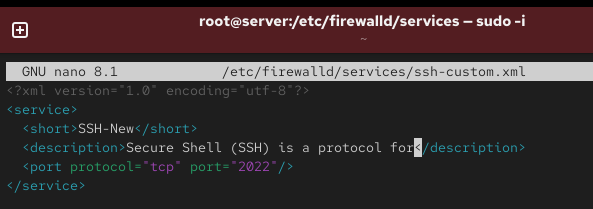 root@server:/etc/firewalld/services — sudo -i
~
GNU nano 8.1 /etc/firewalld/services/ssh-custom.xml
<?xml version="1.0" encoding="utf-8"?>
<service>
  <short>SSH-New</short>
  <description>Secure Shell (SSH) is a protocol for</description>
  <port protocol="tcp" port="2022"/>
</service>